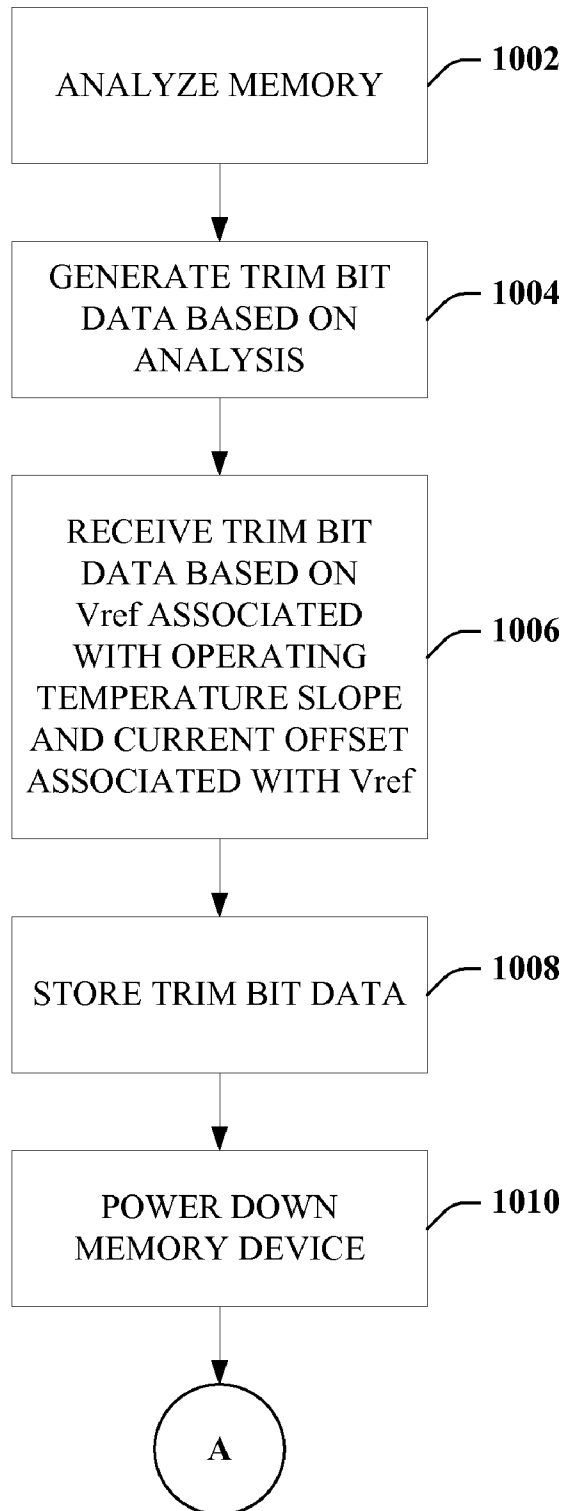 ANALYZE MEMORY
1002
GENERATE TRIM BIT
DATA BASED ON
ANALYSIS
1004
RECEIVE TRIM BIT
DATA BASED ON
Vref ASSOCIATED
WITH OPERATING
TEMPERATURE SLOPE
AND CURRENT OFFSET
ASSOCIATED WITH Vref
1006
STORE TRIM BIT DATA
1008
POWER DOWN
MEMORY DEVICE
1010
A